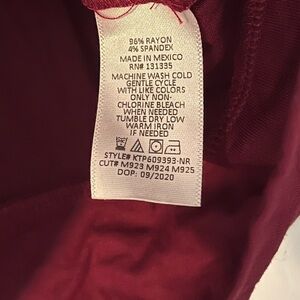 96% RAYON
4% SPANDEX
MADE IN MEXICO
RN# 131335
MACHINE WASH COLD
GENTLE CYCLE
WITH LIKE COLORS
ONLY NON-
CHLORINE BLEACH
WHEN NEEDED
TUMBLE DRY LOW
WARM IRON
IF NEEDED
STYLE# KTP609393-NR
CUT# M923 M924 M925
DOP: 09/2020